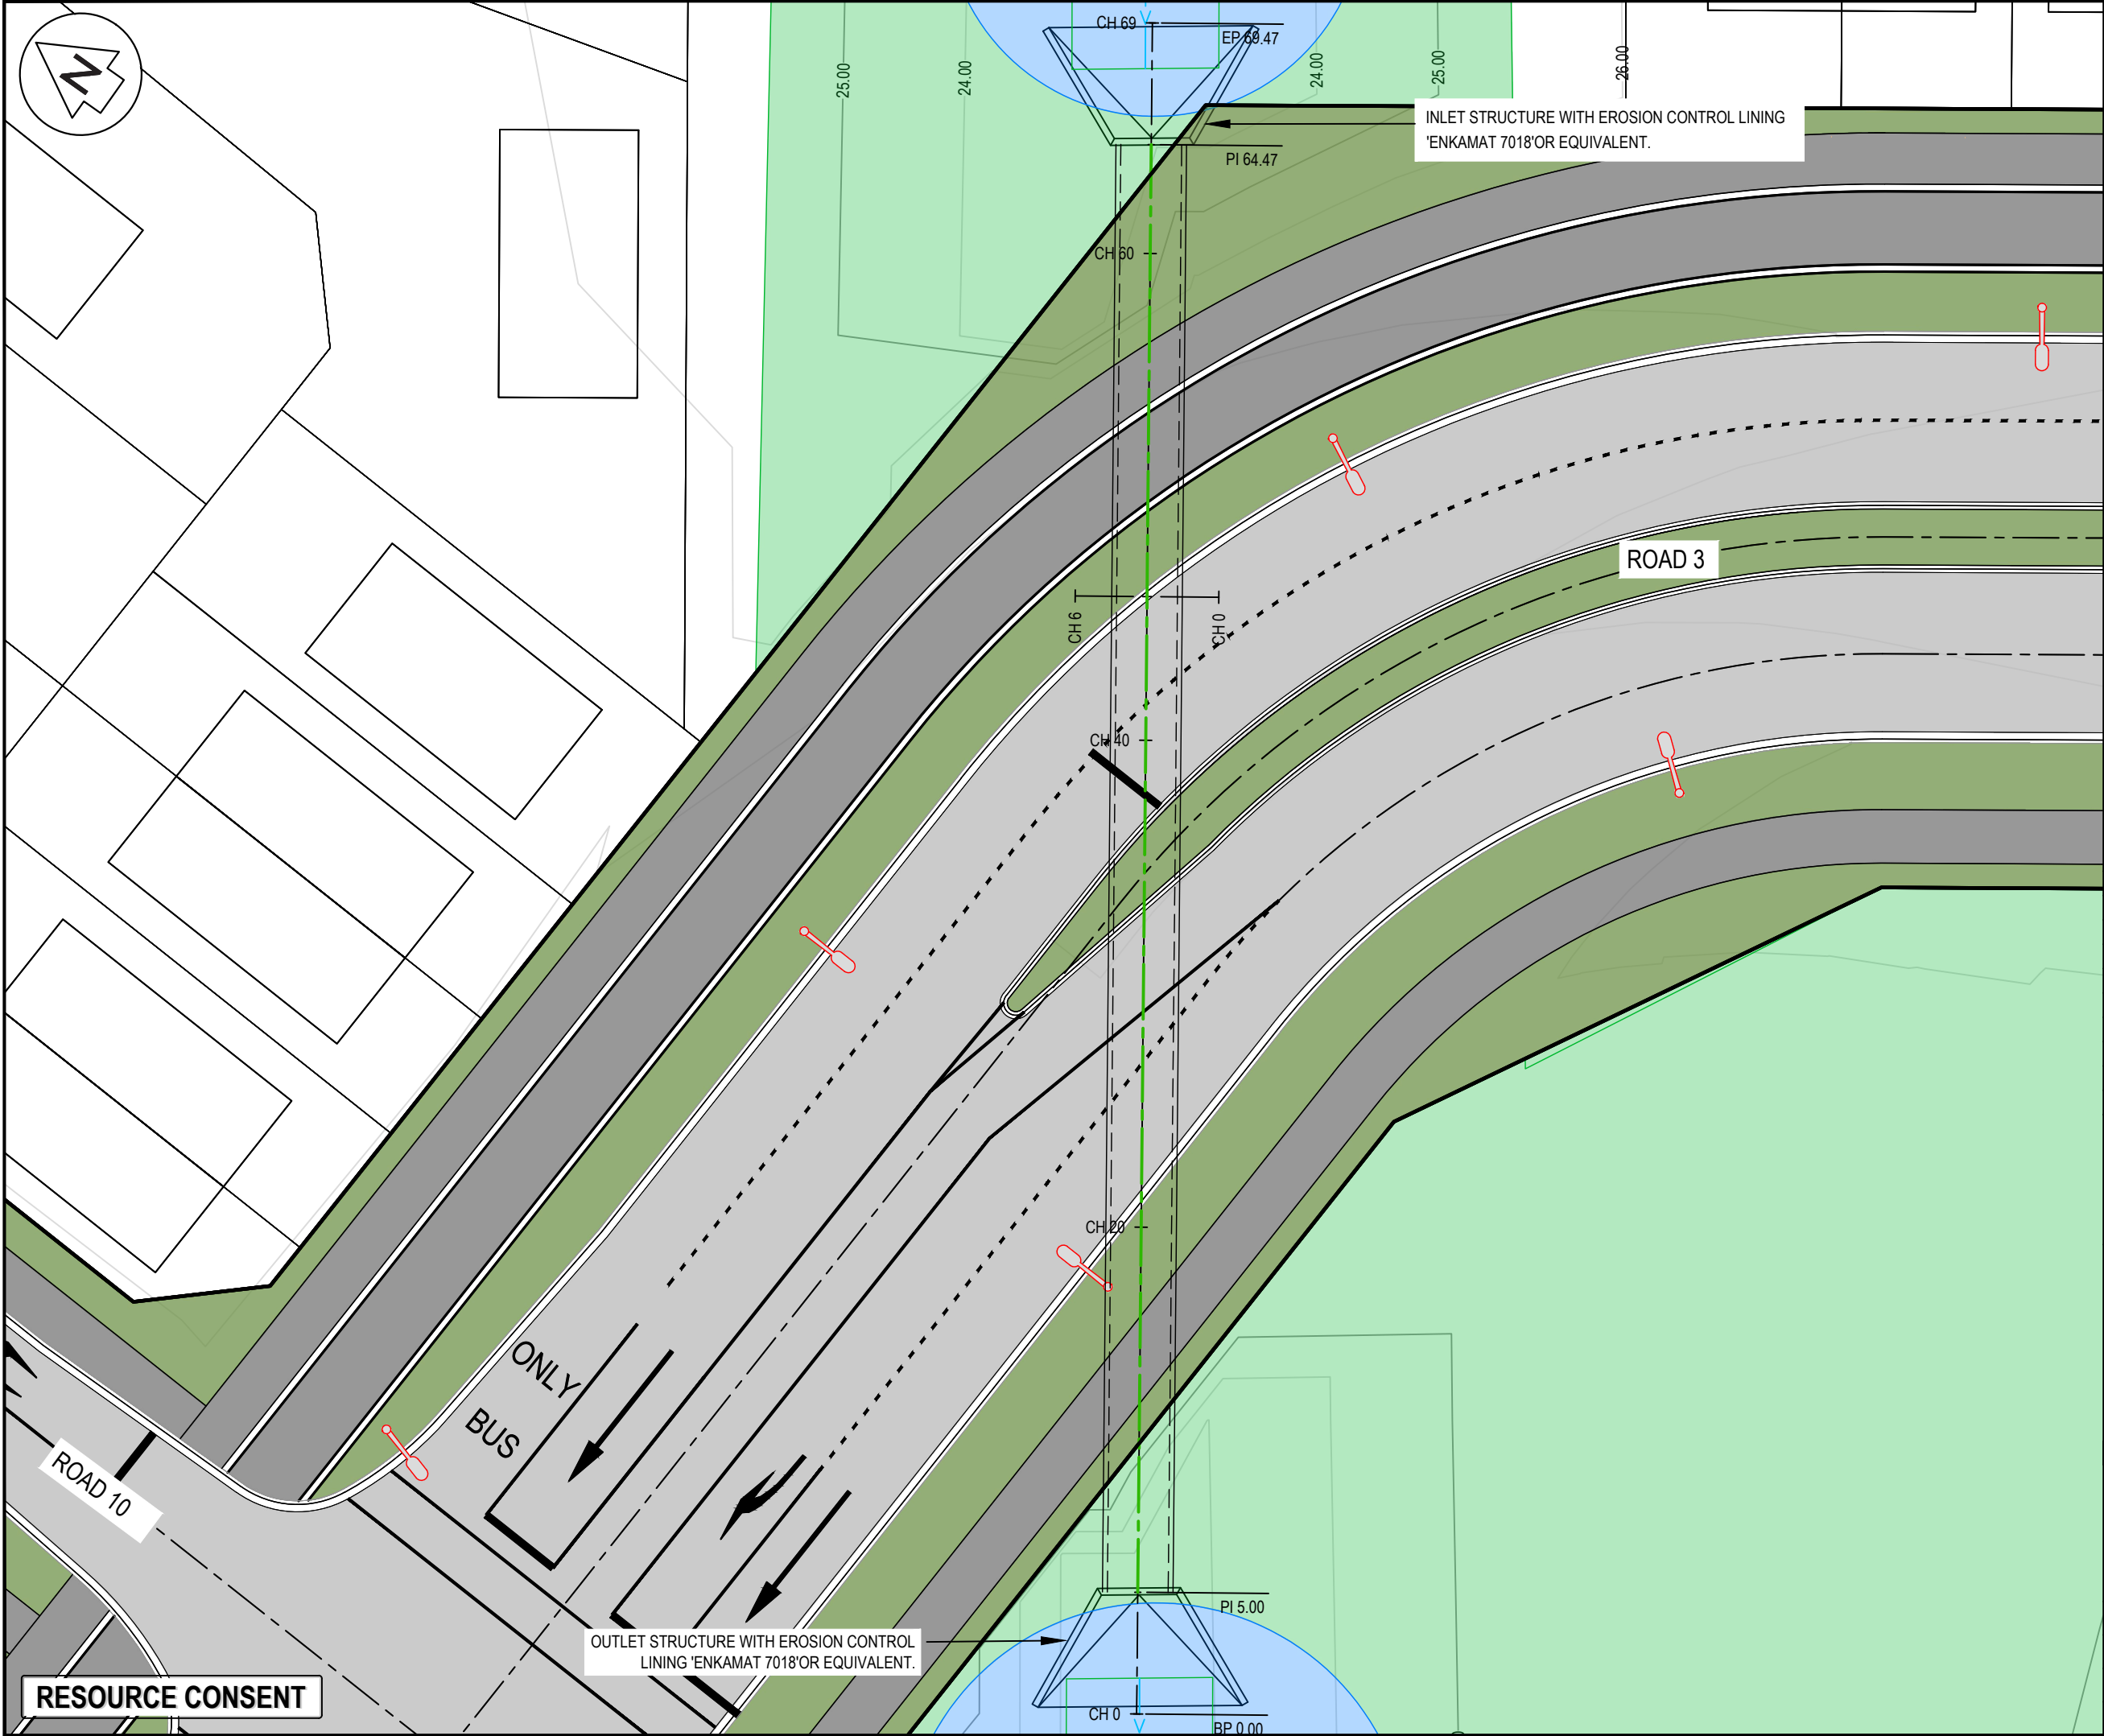 N
CH 69
EP 69.47
25.00
24.00
24.00
25.00
26.00
INLET STRUCTURE WITH EROSION CONTROL LINING
'ENKAMAT 7018'OR EQUIVALENT.
PI 64.47
CH 60
ROAD 3
CH 6
CH 0
CH 40
CH 20
ONLY
BUS
ROAD 10
PI 5.00
OUTLET STRUCTURE WITH EROSION CONTROL
LINING 'ENKAMAT 7018'OR EQUIVALENT.
RESOURCE CONSENT
CH 0
BP 0.00